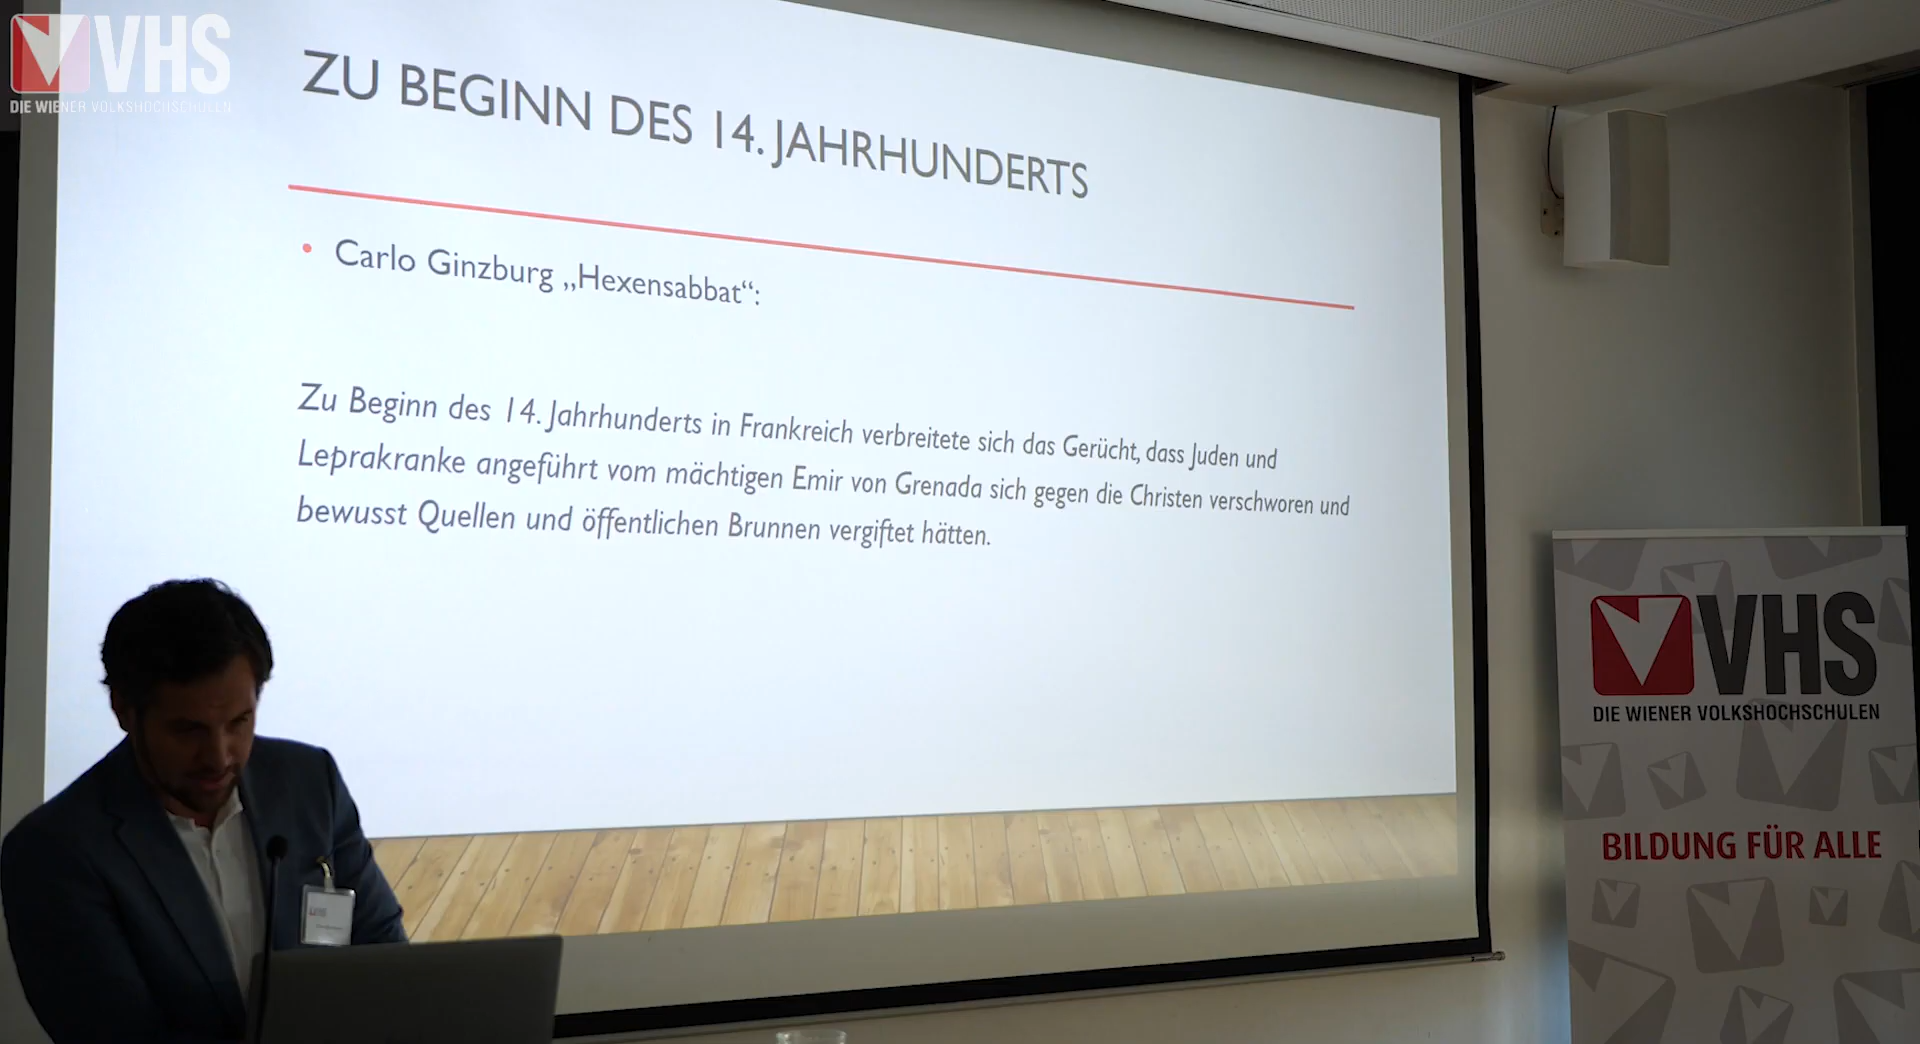 VHS
DIE WIENER VOLKSHOCHSCHULEN
ZU BEGINN DES 14. JAHRHUNDERTS
• Carlo Ginzburg „Hexensabbat“:
Zu Beginn des 14. Jahrhunderts in Frankreich verbreitete sich das Gerücht, dass Juden und
Leprakranke angeführt vom mächtigen Emir von Grenada sich gegen die Christen verschworen und
bewusst Quellen und öffentlichen Brunnen vergiftet hätten.
VHS
VHS
DIE WIENER VOLKSHOCHSCHULEN
BILDUNG FÜR ALLE